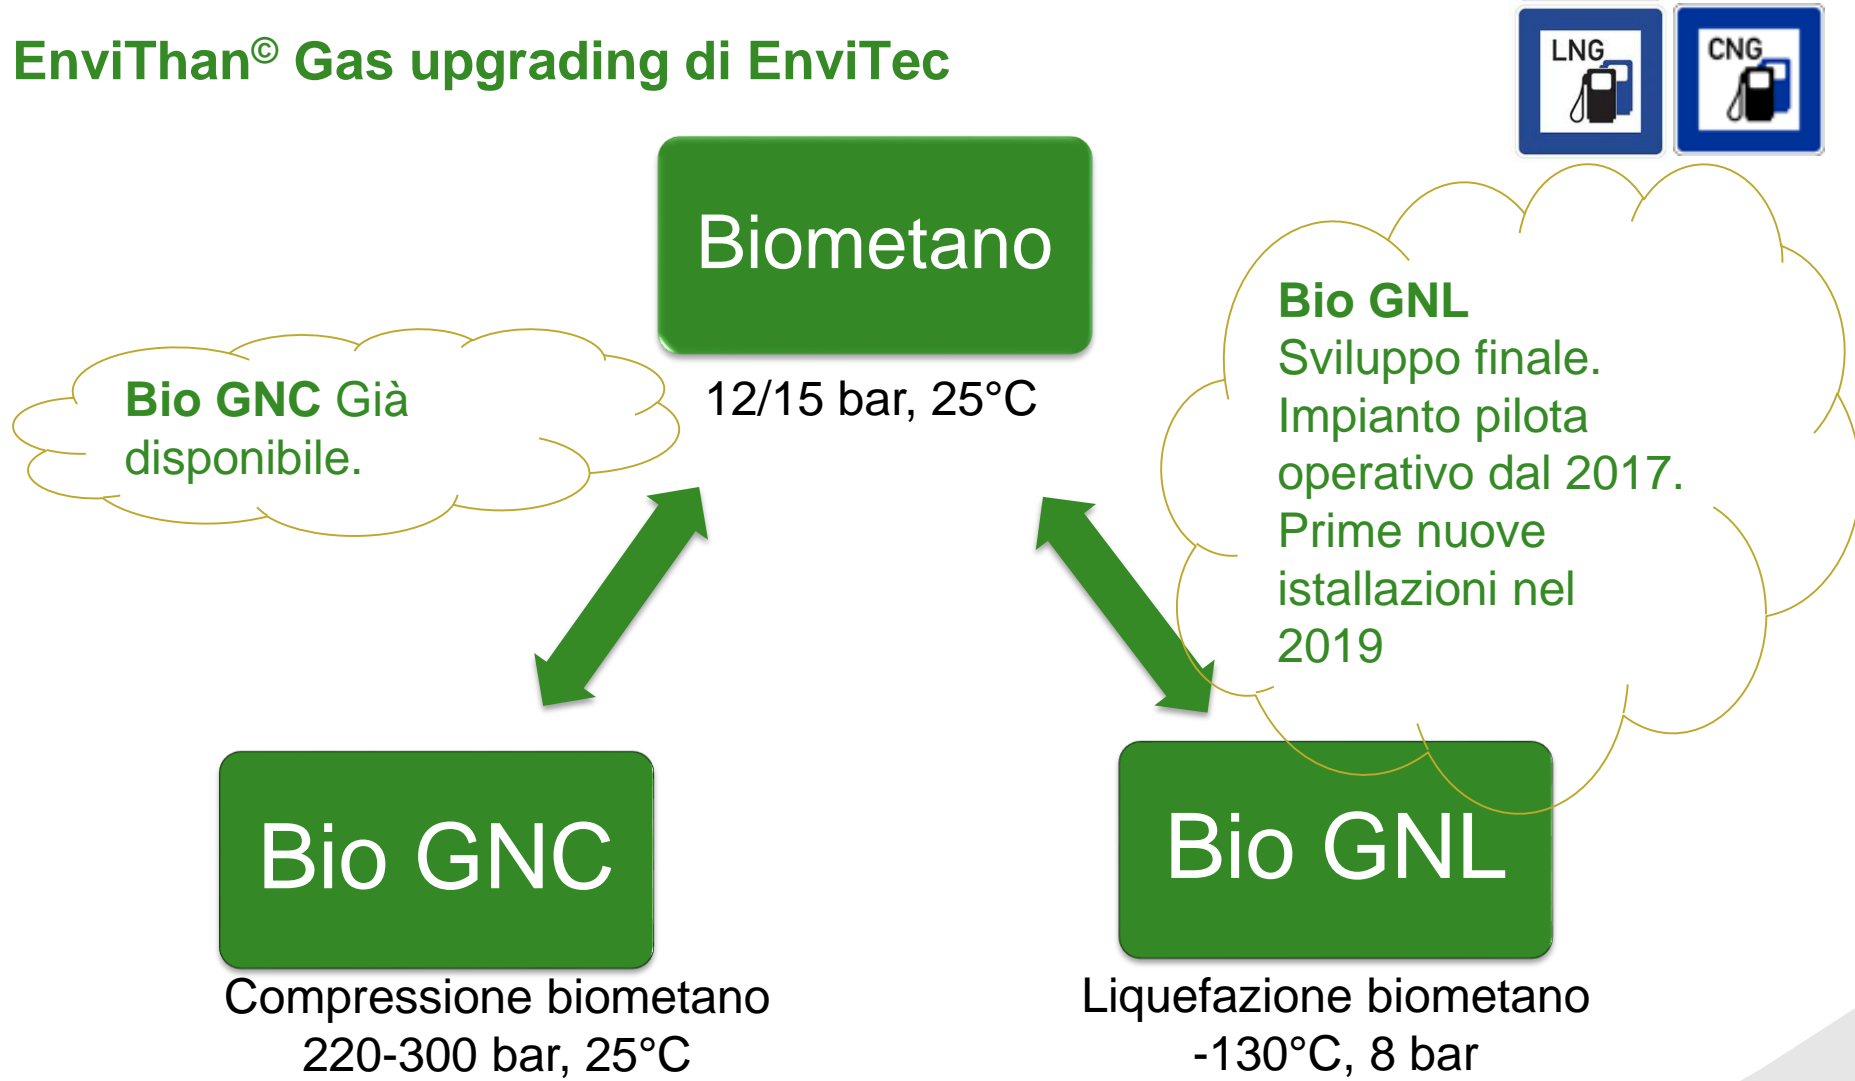 EnviThan© Gas upgrading di EnviTec
LNG
CNG
Biometano
12/15 bar, 25°C
Bio GNC Già
disponibile.
Bio GNL
Sviluppo finale.
Impianto pilota
operativo dal 2017.
Prime nuove
istallazioni nel
2019
Bio GNC
Compressione biometano
220-300 bar, 25°C
Bio GNL
Liquefazione biometano
-130°C, 8 bar